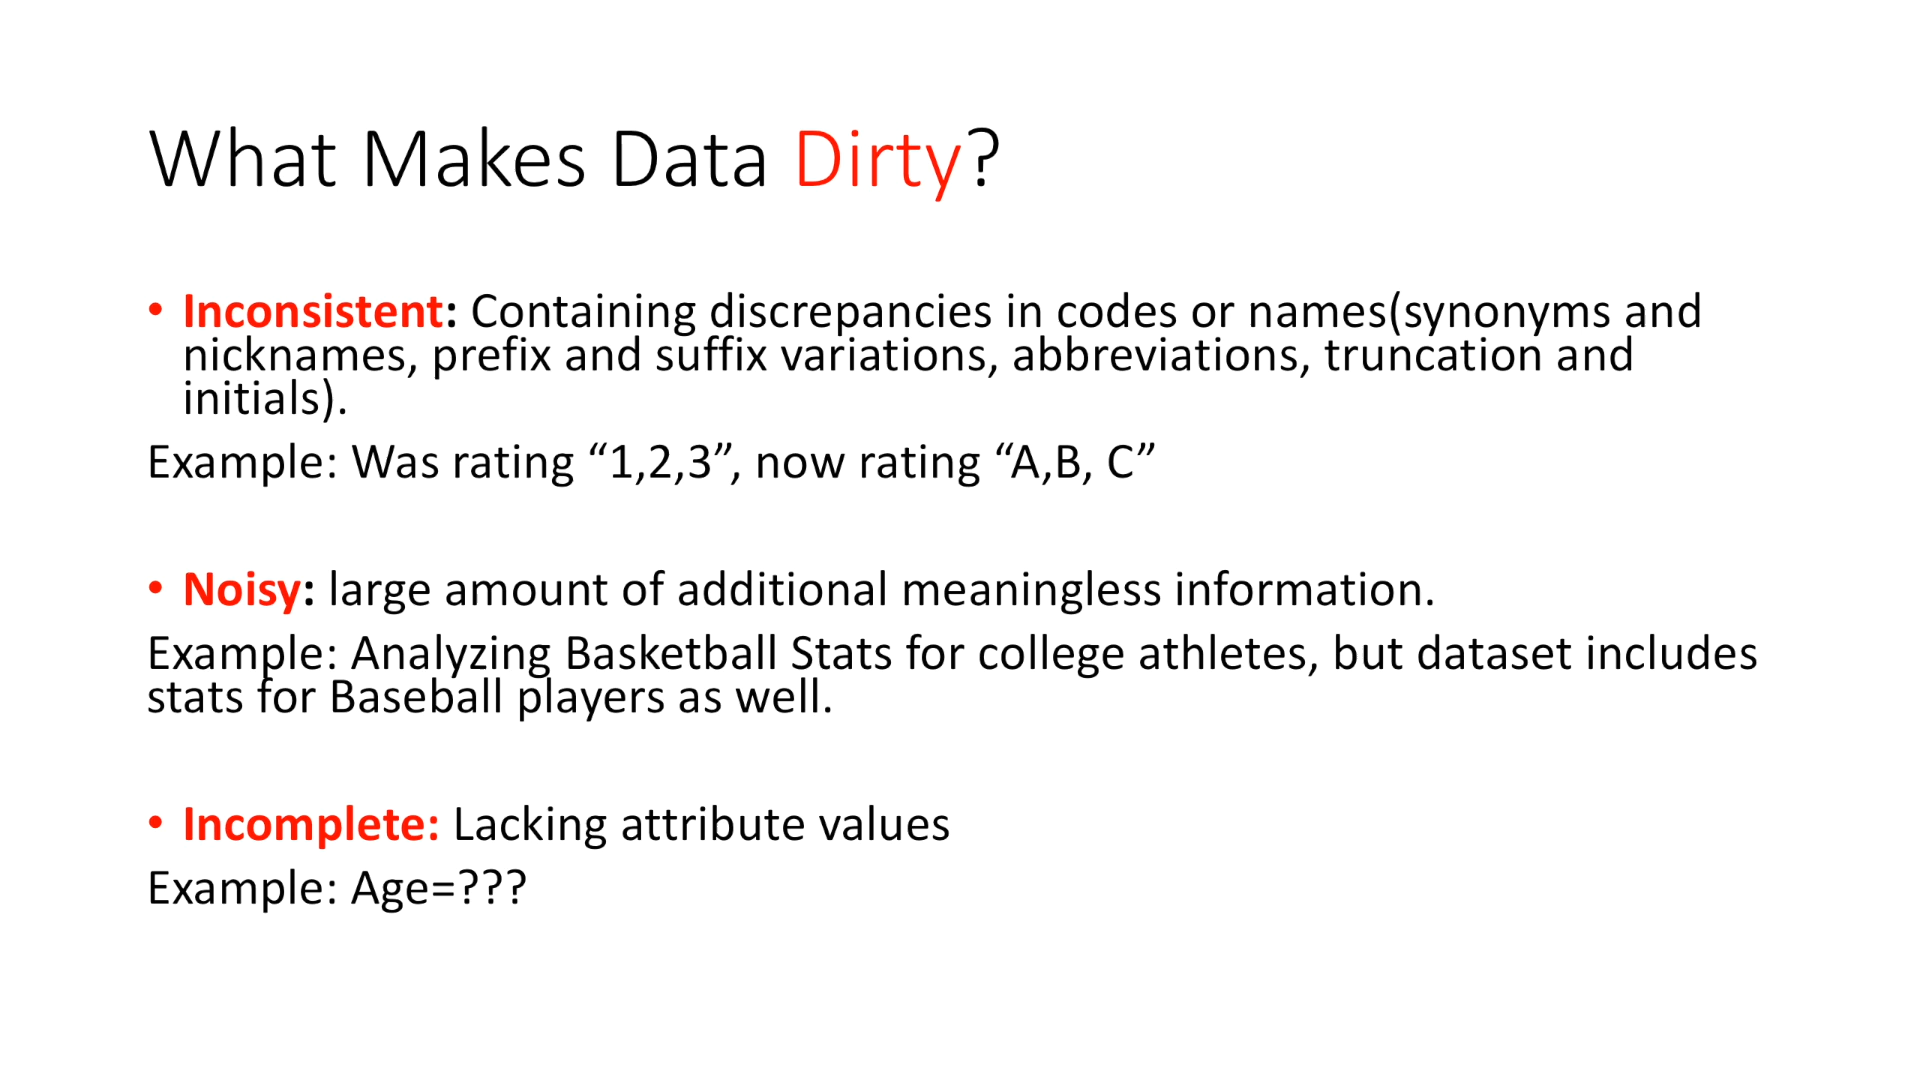 What Makes Data Dirty?
• Inconsistent: Containing discrepancies in codes or names(synonyms and
nicknames, prefix and suffix variations, abbreviations, truncation and
initials).
Example: Was rating “1,2,3”, now rating “A,B, C”
• Noisy: large amount of additional meaningless information.
Example: Analyzing Basketball Stats for college athletes, but dataset includes
stats for Baseball players as well.
• Incomplete: Lacking attribute values
Example: Age=???